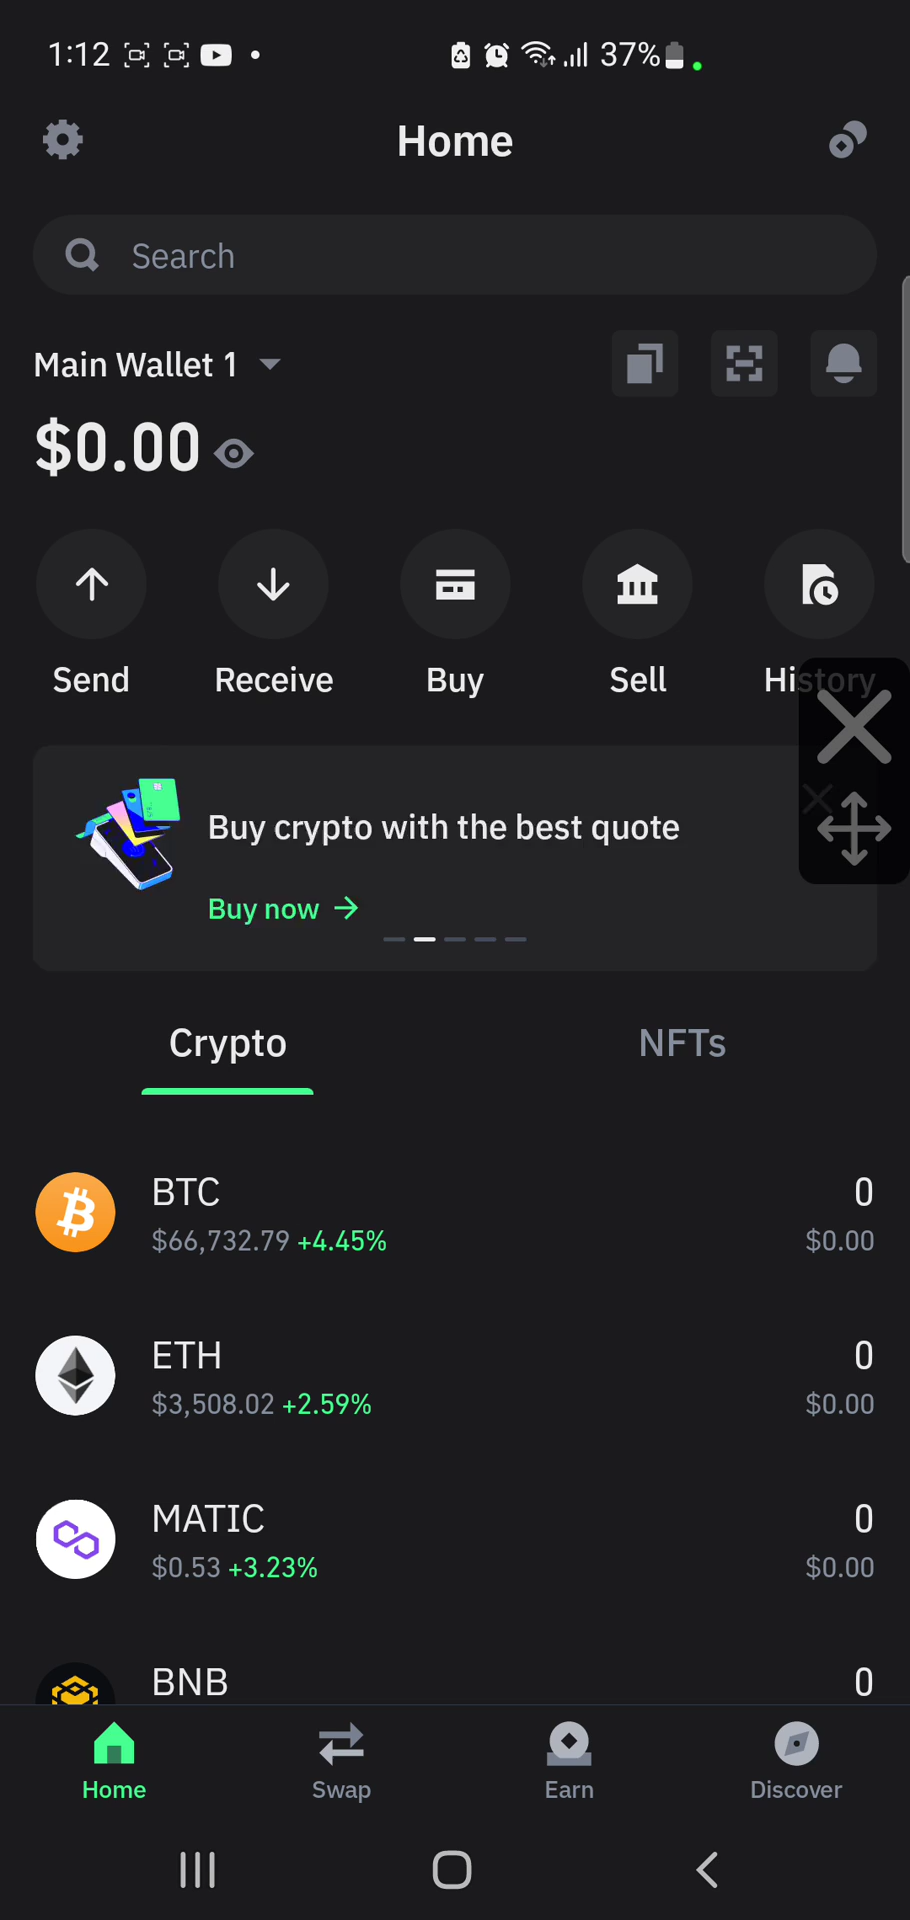 1:12 37%
Home
Search
Main Wallet 1
$0.00
Send Receive Buy Sell History
Buy crypto with the best quote
Buy now →
Crypto NFTs
BTC 0
$66,732.79 +4.45% $0.00
ETH 0
$3,508.02 +2.59% $0.00
MATIC 0
$0.53 +3.23% $0.00
BNB 0
Home Swap Earn Discover